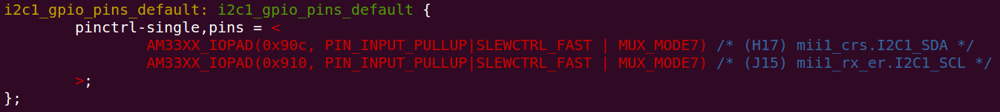 i2c1_gpio_pins_default: i2c1_gpio_pins_default {
        pinctrl-single,pins = <
                AM33XX_IOPAD(0x90c, PIN_INPUT_PULLUP|SLEWCTRL_FAST | MUX_MODE7) /* (H17) mii1_crs.I2C1_SDA */
                AM33XX_IOPAD(0x910, PIN_INPUT_PULLUP|SLEWCTRL_FAST | MUX_MODE7) /* (J15) mii1_rx_er.I2C1_SCL */
        >;
};